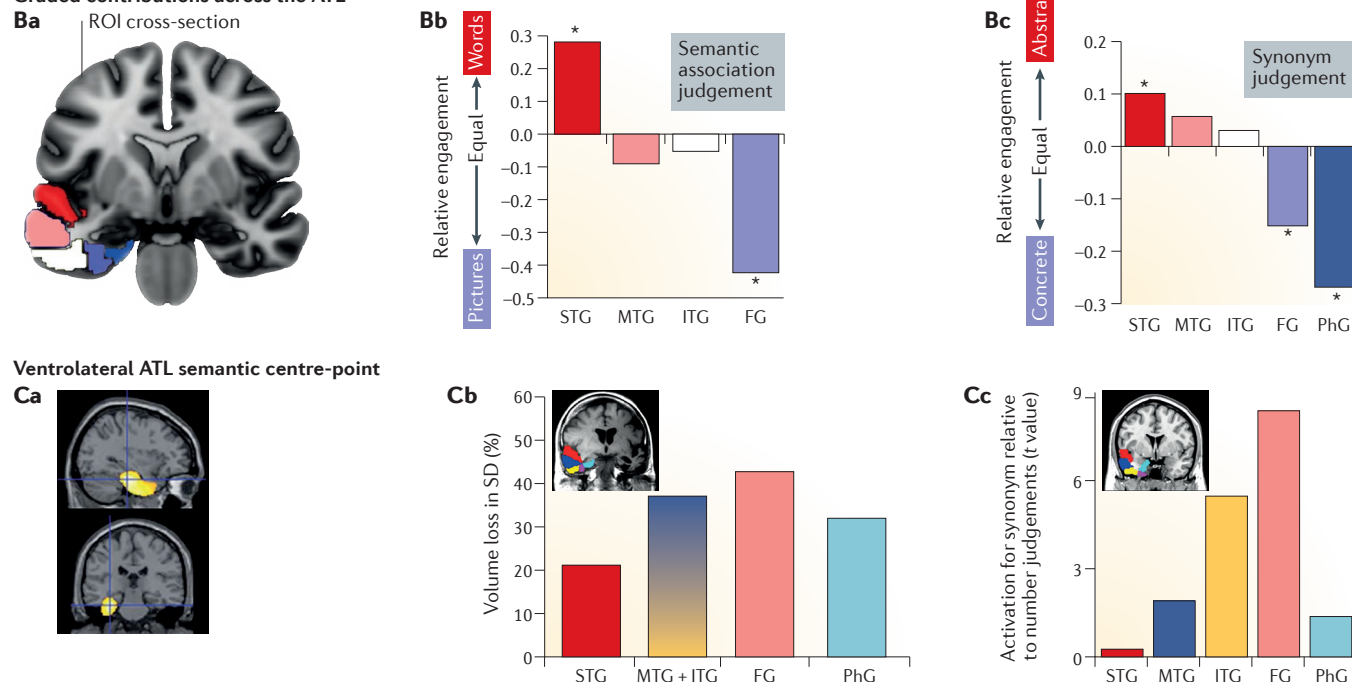 Graded contributions across the ATL
Ba
ROI cross-section
Bb
Relative engagement
Words
Equal
Pictures
0.3
0.2
0.1
0.0
–0.1
–0.2
–0.3
–0.4
–0.5
*
*
Semantic
association
judgement
STG
MTG
ITG
FG
Bc
Relative engagement
Equal
Concrete
0.2
0.1
0.0
–0.1
–0.2
–0.3
*
*
*
Synonym
judgement
STG
MTG
ITG
FG
PhG
Ventrolateral ATL semantic centre-point
Ca
Cb
Volume loss in SD (%)
60
50
40
30
20
10
0
STG
MTG + ITG
FG
PhG
Cc
Activation for synonym relative
to number judgements (t value)
9
6
3
0
STG
MTG
ITG
FG
PhG